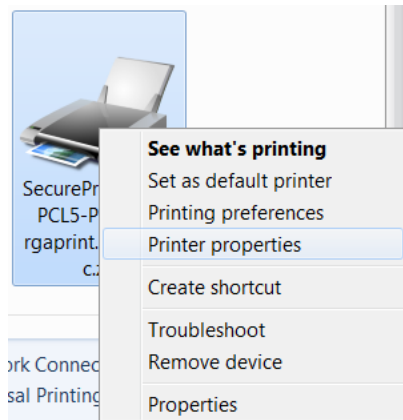 SecurePr
PCL5-P
rgaprint.
c.z
See what's printing
Set as default printer
Printing preferences
Printer properties
Create shortcut
Troubleshoot
Remove device
Properties
ork Connec
sal Printing